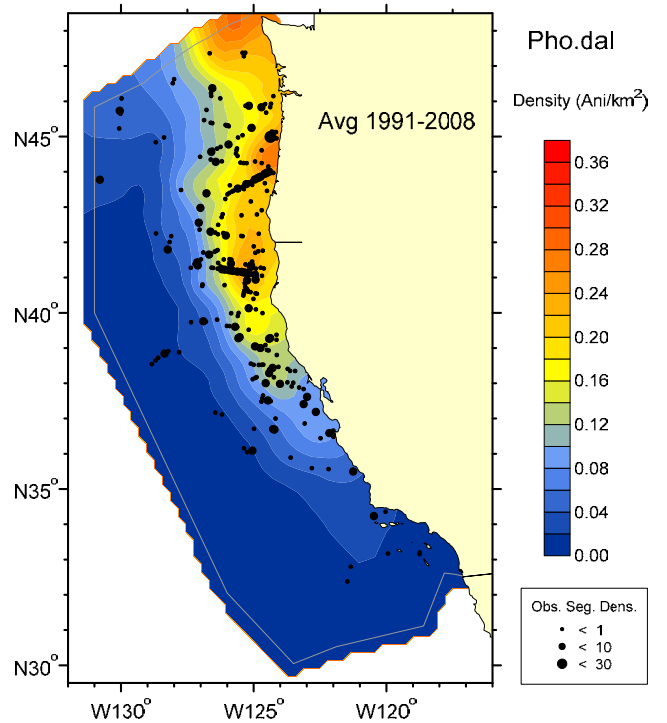 Pho.dal
Density (Ani/km²)
Avg 1991-2008
N45°
N40°
N35°
N30°
W130°
W125°
W120°
0.36
0.32
0.28
0.24
0.20
0.16
0.12
0.08
0.04
0.00
Obs. Seg. Dens.
< 1
< 10
< 30